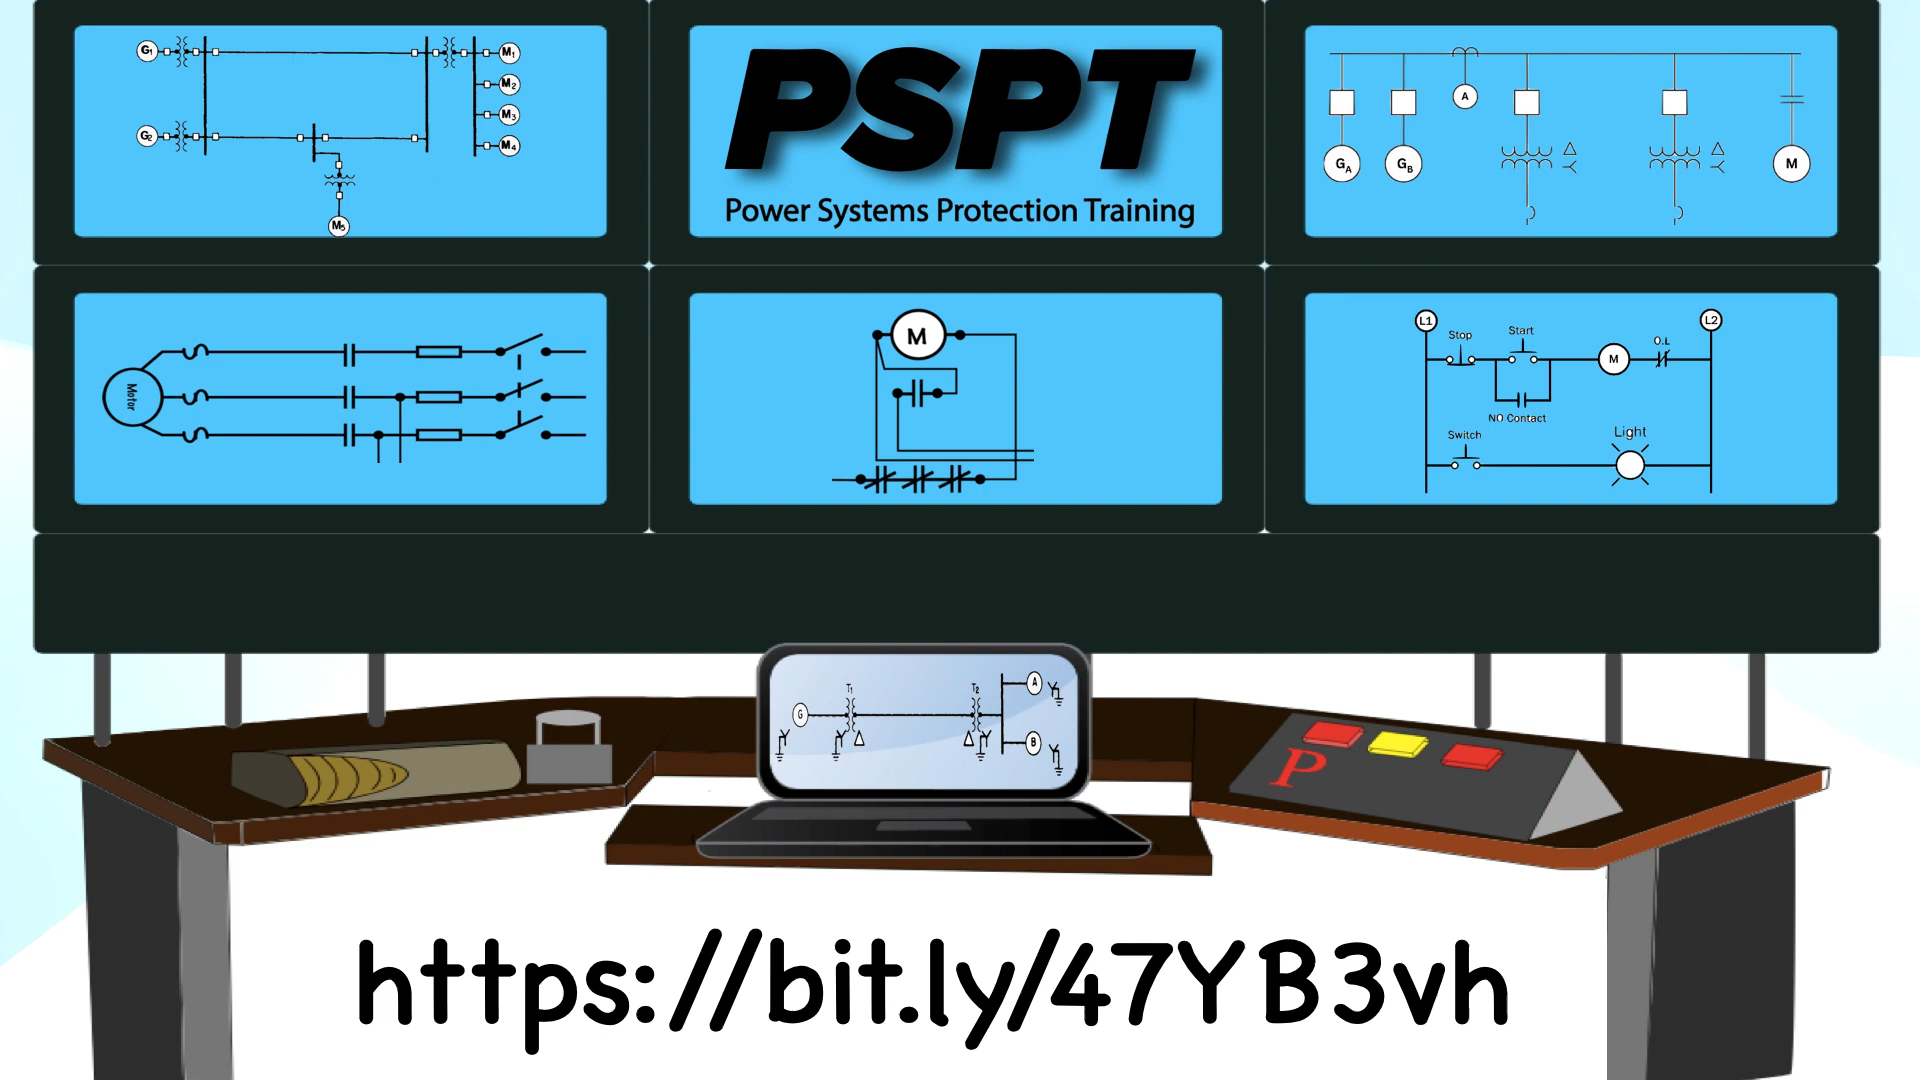 G1
M1
M2
M3
G2
M4
M5
PSPT
Power Systems Protection Training
A
GA
GB
M
Motor
M
L1
L2
Stop
Start
O.L
M
NO Contact
Switch
Light
T1
T2
A
G
B
P
https://bit.ly/47YB3vh